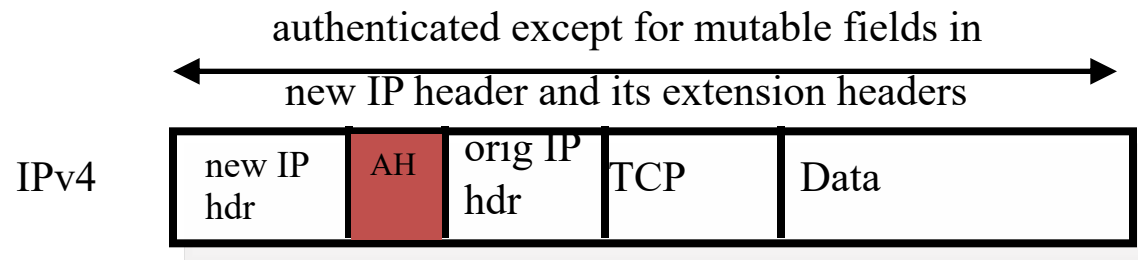 authenticated except for mutable fields in
new IP header and its extension headers
IPv4
new IP
hdr
AH
orig IP
hdr
TCP
Data